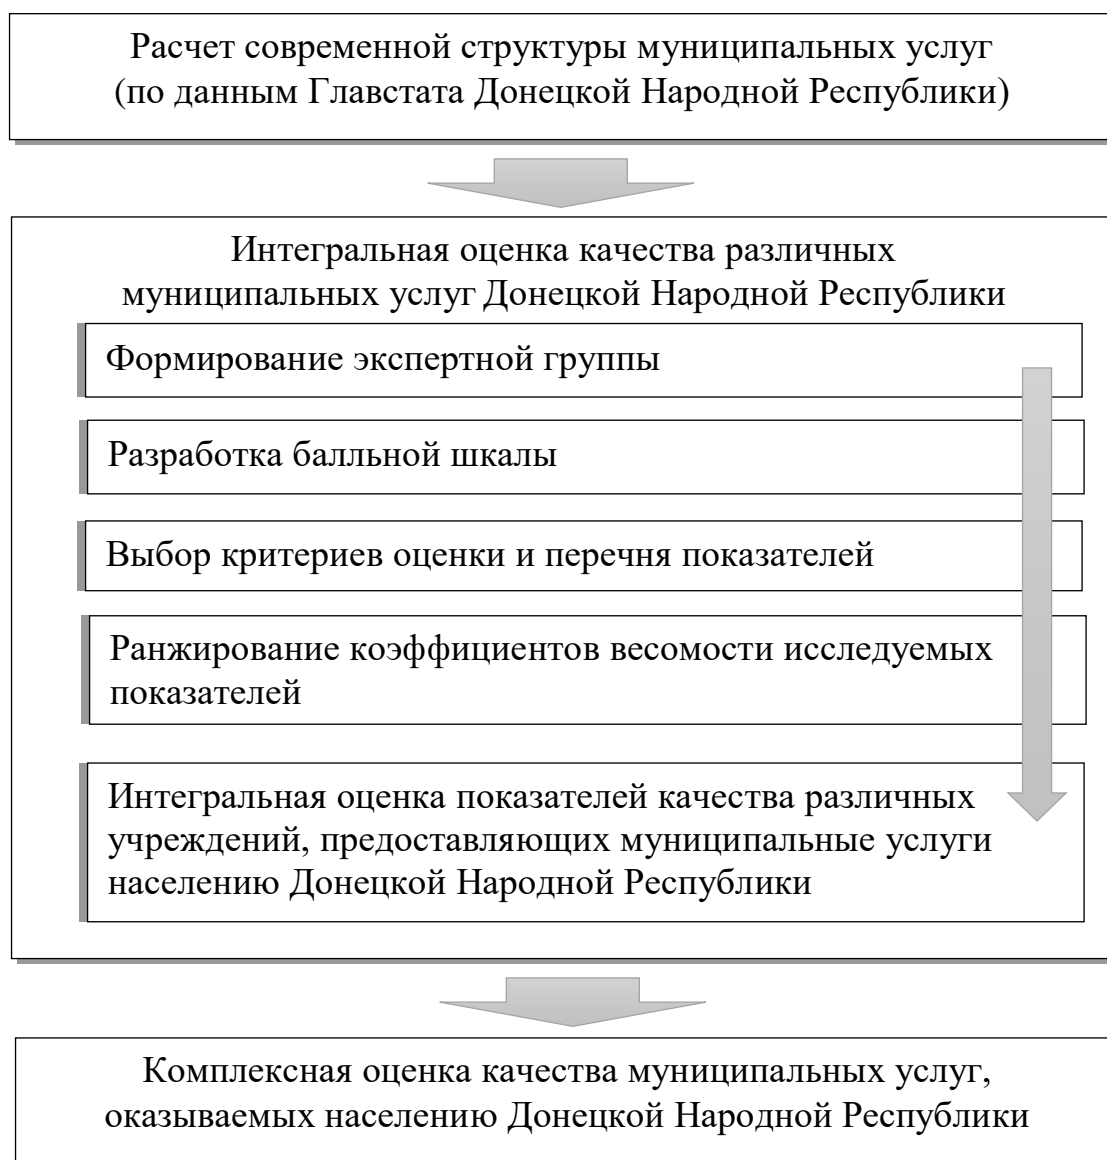 Расчет современной структуры муниципальных услуг
(по данным Главстата Донецкой Народной Республики)
Интегральная оценка качества различных
муниципальных услуг Донецкой Народной Республики
Формирование экспертной группы
Разработка балльной шкалы
Выбор критериев оценки и перечня показателей
Ранжирование коэффициентов весомости исследуемых
показателей
Интегральная оценка показателей качества различных
учреждений, предоставляющих муниципальные услуги
населению Донецкой Народной Республики
Комплексная оценка качества муниципальных услуг,
оказываемых населению Донецкой Народной Республики